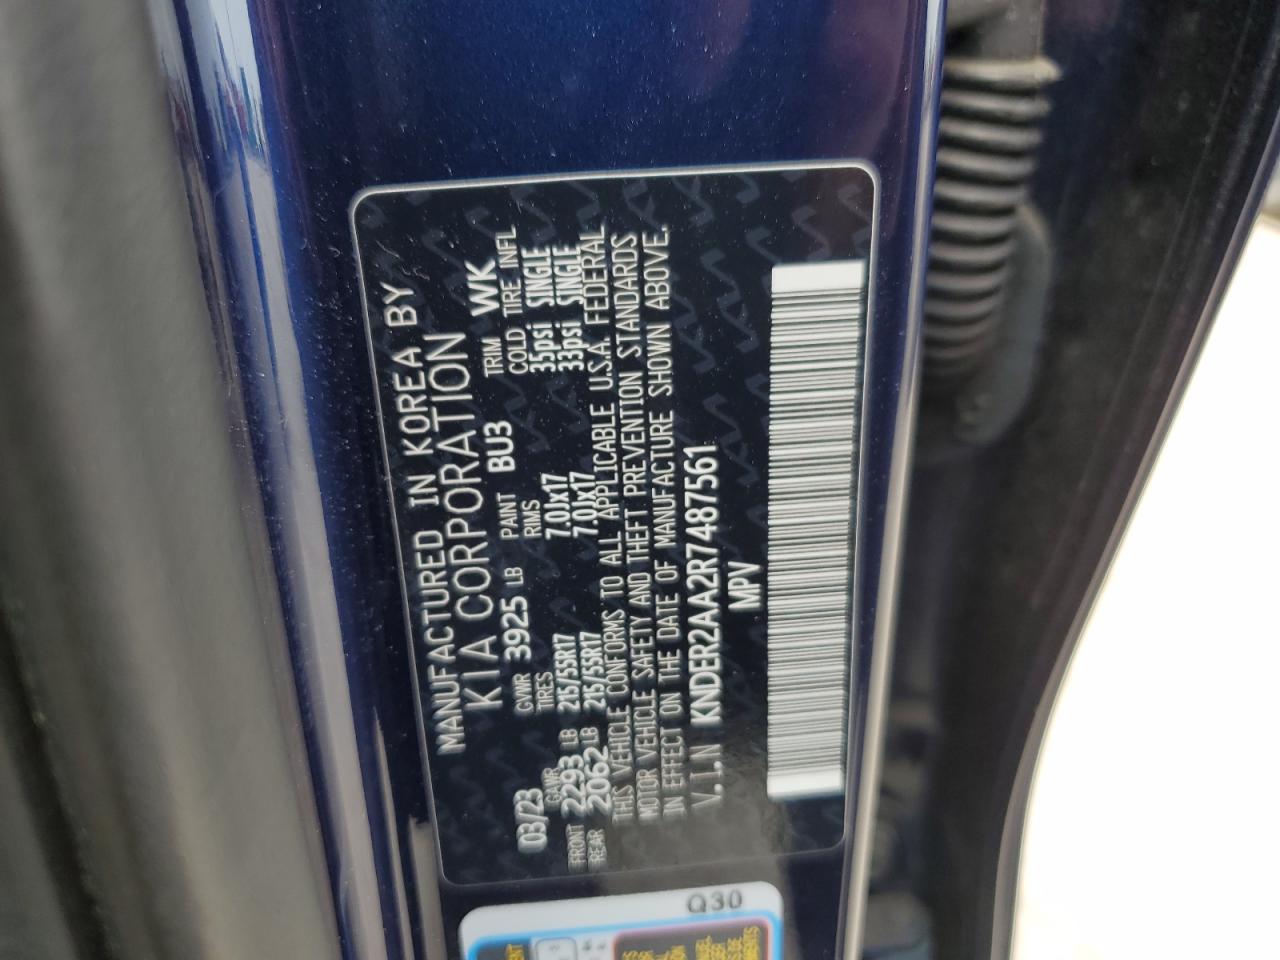 MANUFACTURED IN KOREA BY
KIA CORPORATION
03/23 GVWR 3925 LB PAINT BU3 TRIM WK
GAWR TIRES RIMS COLD TIRE INFL
FRONT 2293 LB 215/55R17 7.0Jx17 35psi SINGLE
REAR 2062 LB 215/55R17 7.0Jx17 33psi SINGLE
THIS VEHICLE CONFORMS TO ALL APPLICABLE U.S.A. FEDERAL
MOTOR VEHICLE SAFETY AND THEFT PREVENTION STANDARDS
IN EFFECT ON THE DATE OF MANUFACTURE SHOWN ABOVE.
V.I.N KNDER2AA2R7487561
MPV
Q30